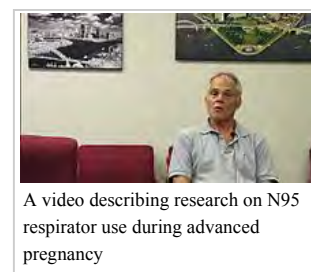 A video describing research on N95
respirator use during advanced
pregnancy